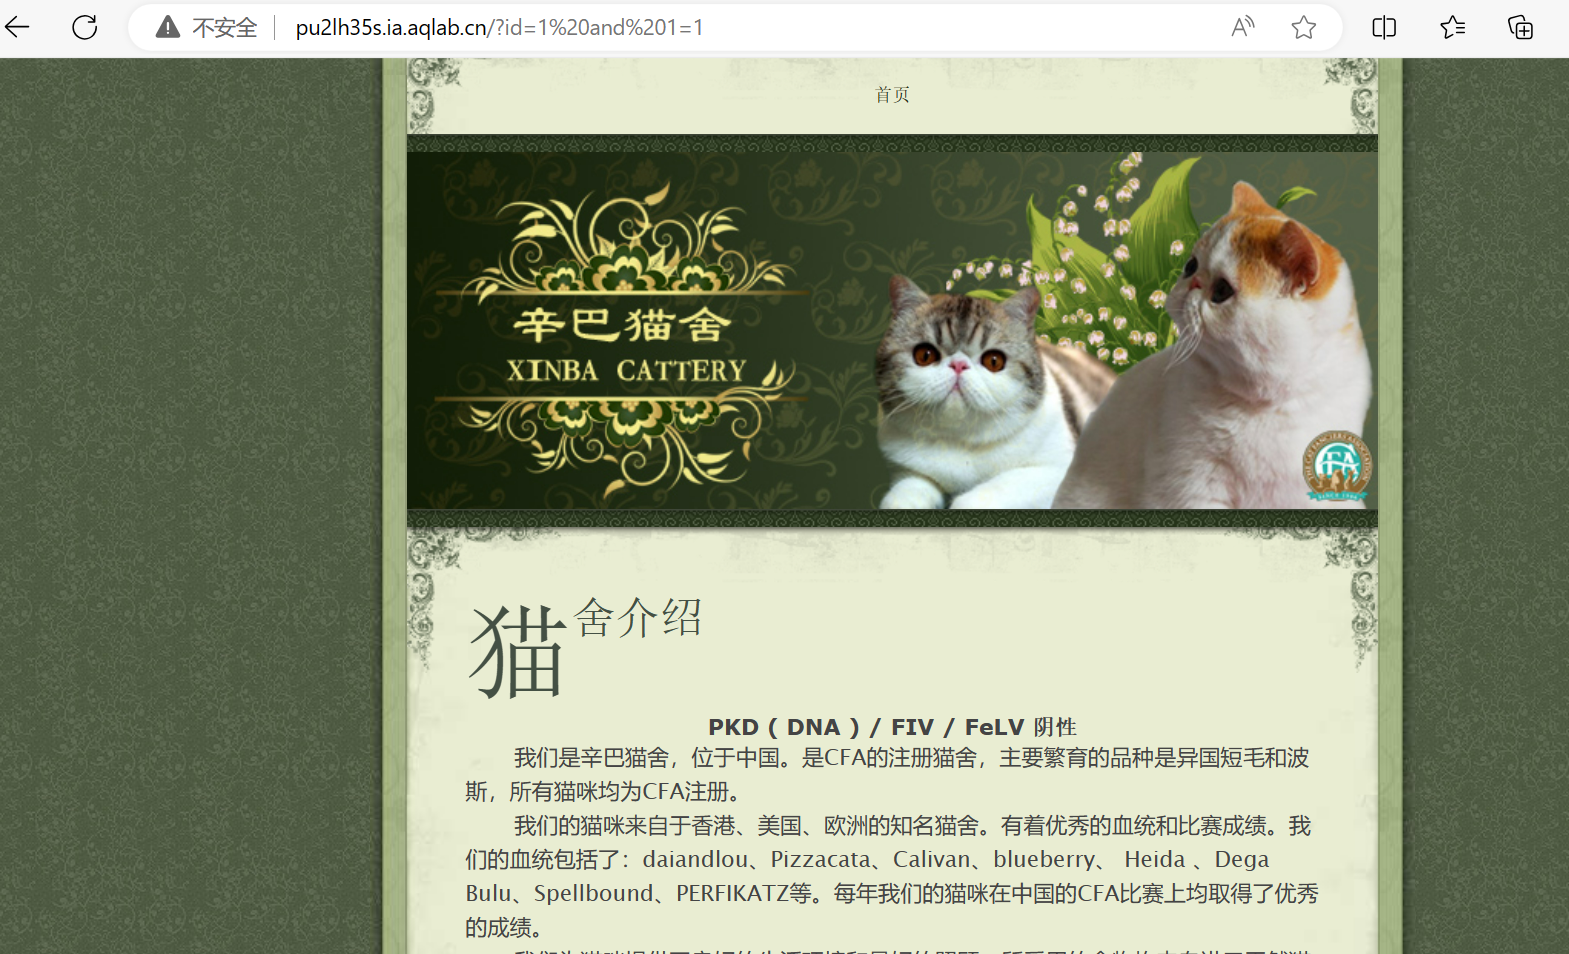 不安全 pu2lh35s.ia.aqlab.cn/?id=1%20and%201=1
首页
辛巴猫舍
XINBA CATTERY
SINCE 1906
猫舍介绍
PKD ( DNA ) / FIV / FeLV 阴性
我们是辛巴猫舍，位于中国。是CFA的注册猫舍，主要繁育的品种是异国短毛和波
斯，所有猫咪均为CFA注册。
我们的猫咪来自于香港、美国、欧洲的知名猫舍。有着优秀的血统和比赛成绩。我
们的血统包括了：daiandlou、Pizzacata、Calivan、blueberry、 Heida 、Dega
Bulu、Spellbound、PERFIKATZ等。每年我们的猫咪在中国的CFA比赛上均取得了优秀
的成绩。